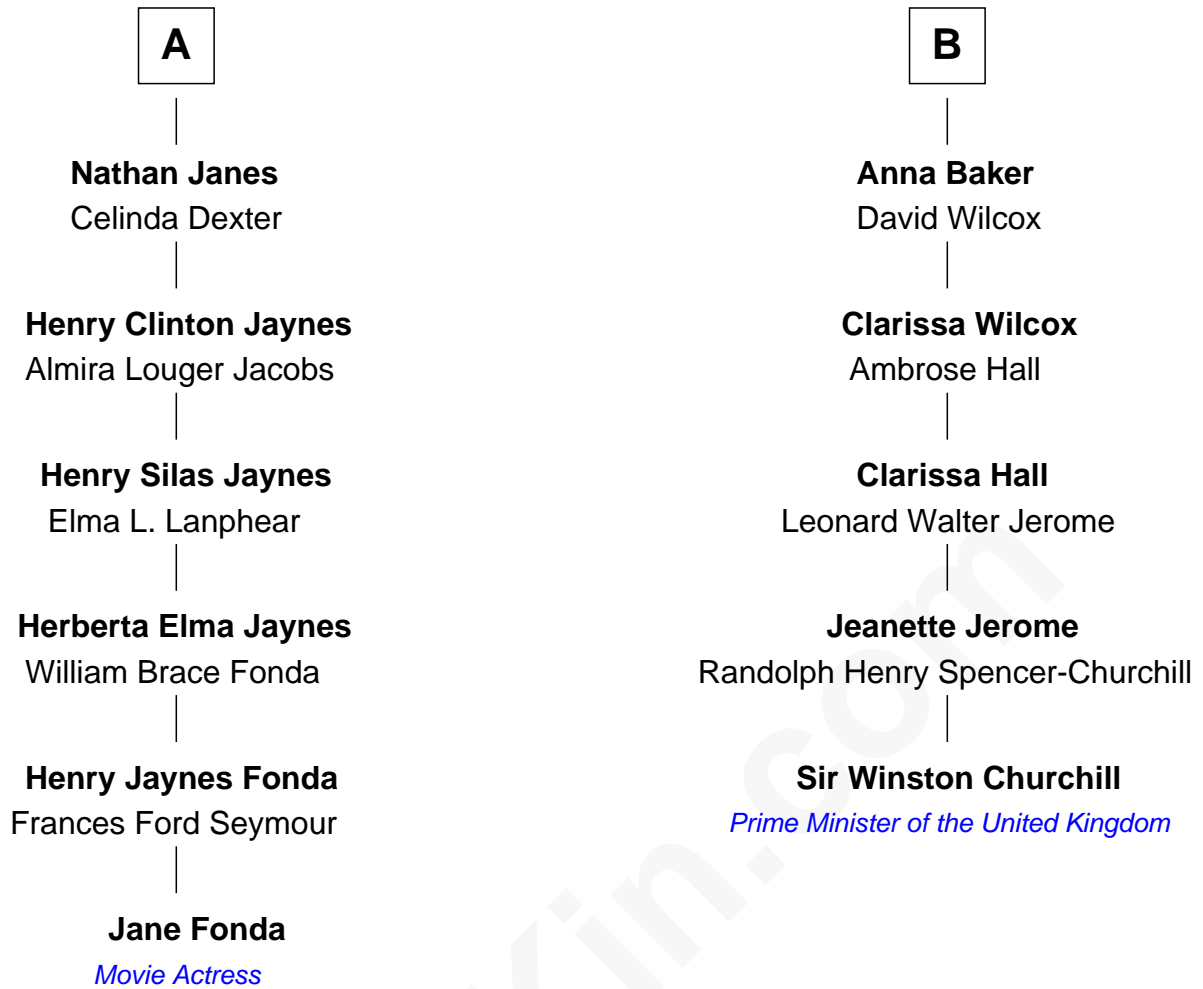 A
Nathan Janes
Celinda Dexter
Henry Clinton Jaynes
Almira Louger Jacobs
Henry Silas Jaynes
Elma L. Lanphear
Herberta Elma Jaynes
William Brace Fonda
Henry Jaynes Fonda
Frances Ford Seymour
Jane Fonda
Movie Actress
B
Anna Baker
David Wilcox
Clarissa Wilcox
Ambrose Hall
Clarissa Hall
Leonard Walter Jerome
Jeanette Jerome
Randolph Henry Spencer-Churchill
Sir Winston Churchill
Prime Minister of the United Kingdom
Kin.com